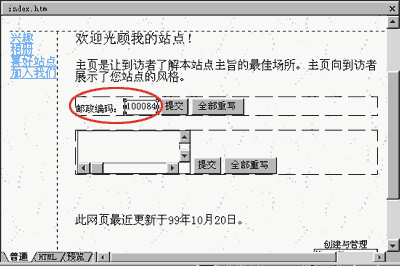 index.htm
兴趣
相册
喜好站点
加入我们
欢迎光顾我的站点！
主页是让到访者了解本站点主旨的最佳场所。主页向到访者
展示了您站点的风格。
邮政编码： 100084 提交 全部重写
提交 全部重写
此网页最近更新于99年10月20日。
创建与管理
普通 HTML 预览